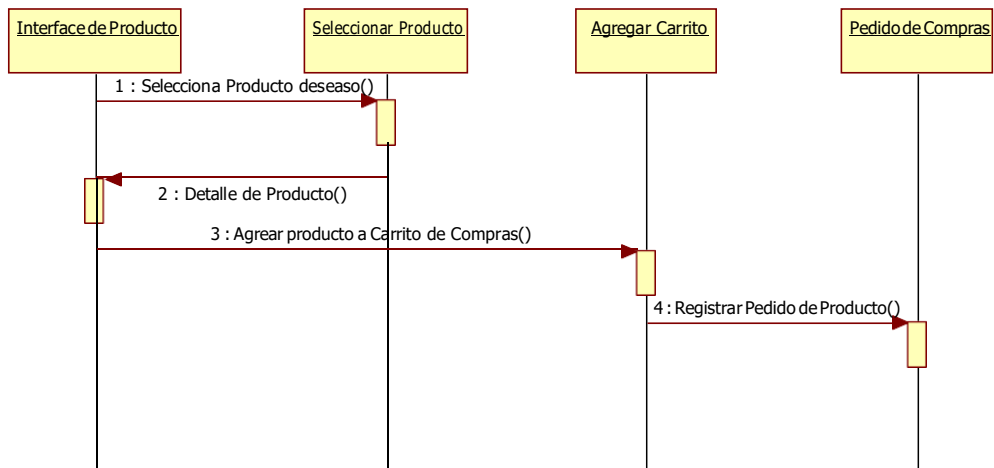 Interface de Producto
Seleccionar Producto
Agregar Carrito
Pedido de Compras
1 : Selecciona Producto deseaso()
2 : Detalle de Producto()
3 : Agrear producto a Carrito de Compras()
4 : Registrar Pedido de Producto()